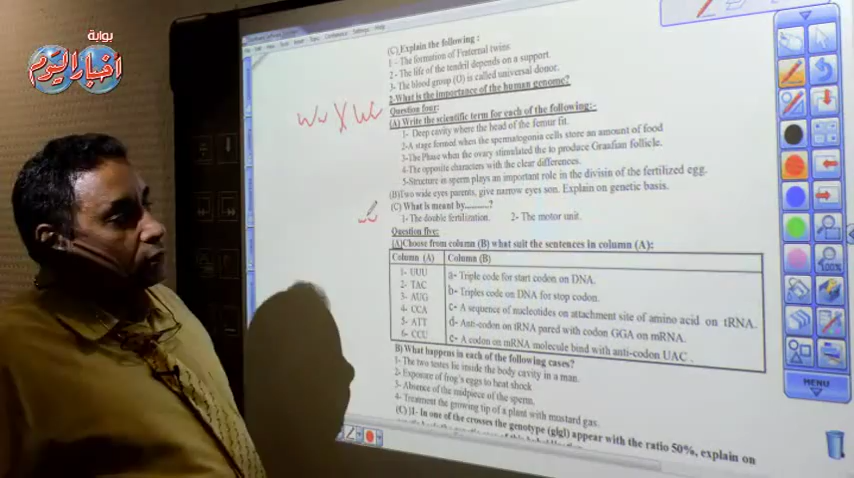 بوابة
أخبار اليوم
(C) Explain the following :
1- The formation of Fraternal twins
2- The life of the tendril depends on a support.
3- The blood group (O) is called universal donor.
2-What is the importance of the human genome?
Question four:
(A) Write the scientific term for each of the following:-
1- Deep cavity where the head of the femur fit.
2-A stage formed when the spermatogonia cells store an amount of food
3-The Phase when the ovary stimulated the to produce Graafian follicle.
4-The opposite characters with the clear differences.
5-Structure in sperm plays an important role in the divisin of the fertilized egg.
(B)Two wide eyes parents, give narrow eyes son. Explain on genetic basis.
(C) What is meant by..........?
1- The double fertilization. 2- The motor unit.
Question five:
(A)Choose from column (B) what suit the sentences in column (A):
Column (A) Column (B)
1- UUU
2- TAC
3- AUG
4- CCA
5- ATT
6- CCU
a- Triple code for start codon on DNA.
b- Triples code on DNA for stop codon.
c- A sequence of nucleotides on attachment site of amino acid on tRNA.
d- Anti-codon on tRNA pared with codon GGA on mRNA.
e- A codon on mRNA molecule bind with anti-codon UAC .
B) What happens in each of the following cases?
1- The two testes lie inside the body cavity in a man.
2- Exposure of frog's eggs to heat shock
3- Absence of the midpiece of the sperm.
4- Treatment the growing tip of a plant with mustard gas.
(C) 1- In one of the crosses the genotype (glgl) appear with the ratio 50%, explain on
100%
MENU